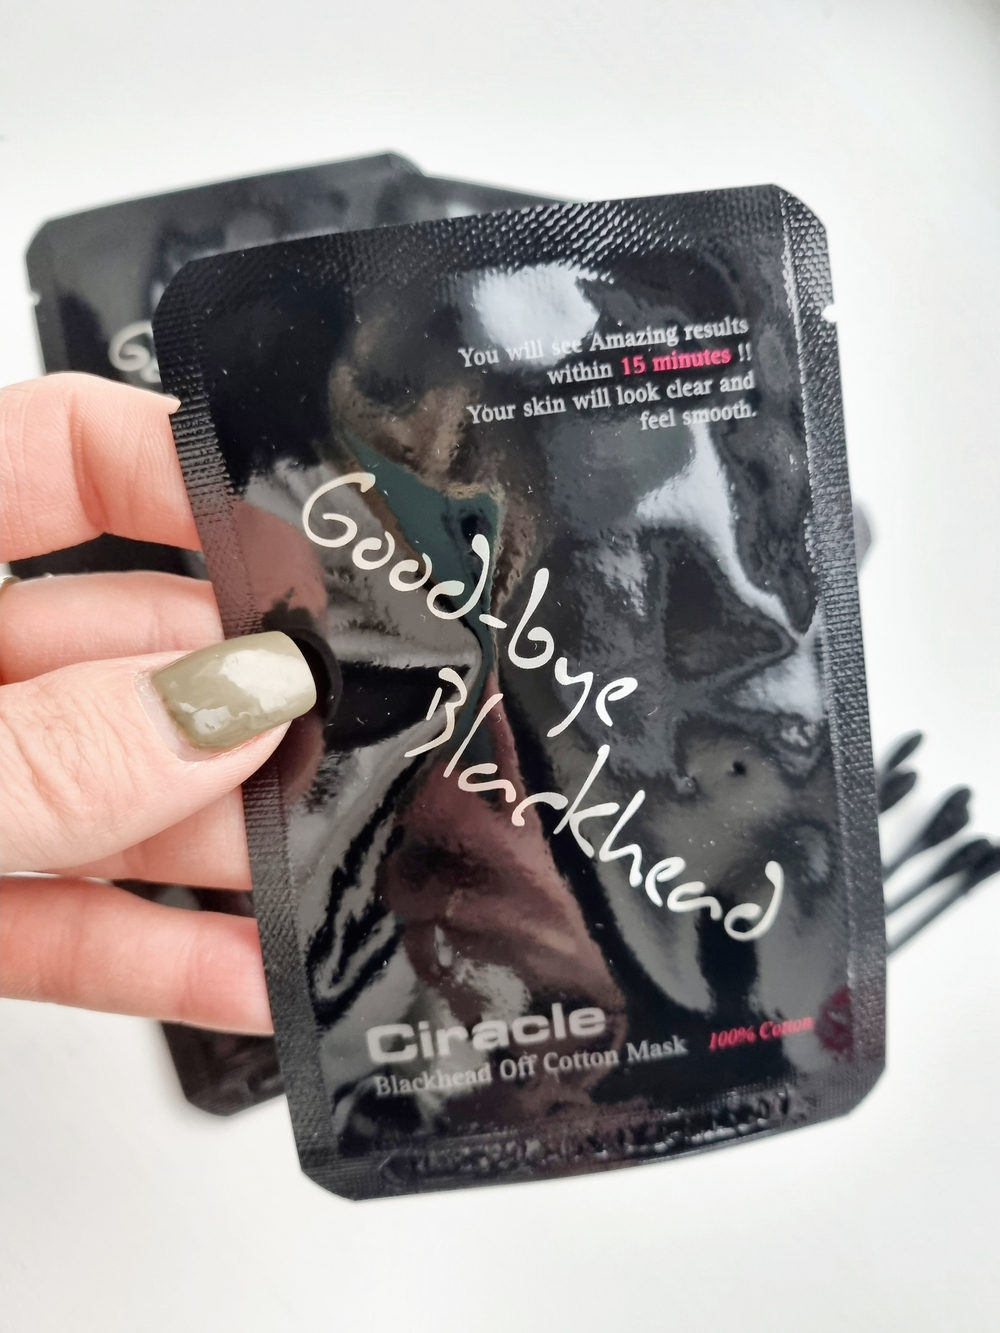 You will see Amazing results
within 15 minutes !!
Your skin will look clear and
feel smooth.
Good-bye
Blackhead
Ciracle
Blackhead Off Cotton Mask 100% Cotton